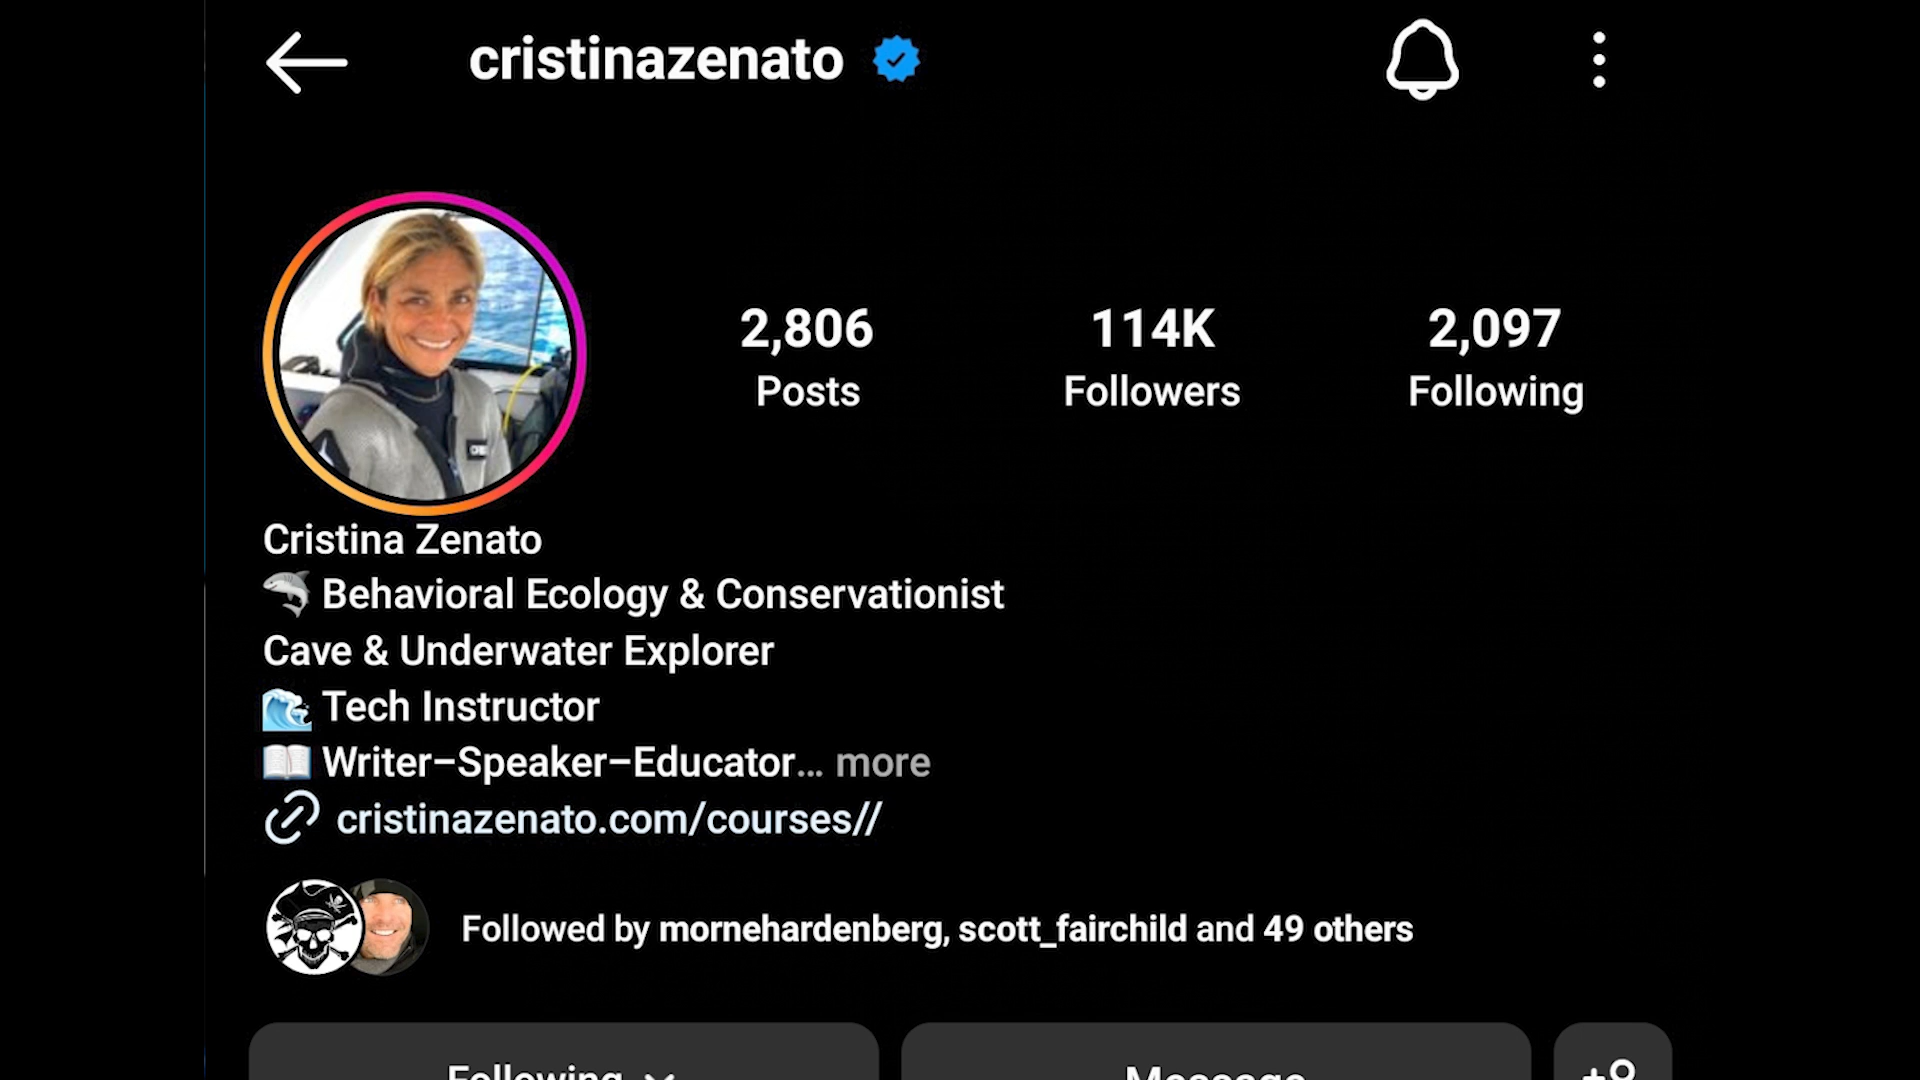 cristinazenato
2,806 114K 2,097
Posts Followers Following
Cristina Zenato
Behavioral Ecology & Conservationist
Cave & Underwater Explorer
Tech Instructor
Writer–Speaker–Educator... more
cristinazenato.com/courses//
Followed by mornehardenberg, scott_fairchild and 49 others
Following Message